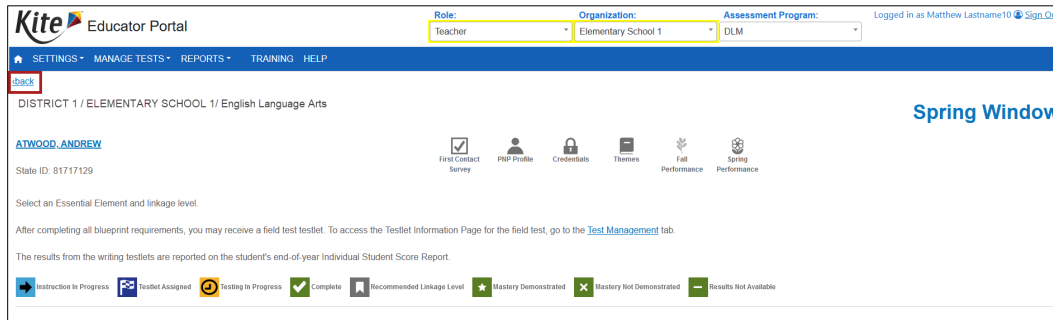 Kite Educator Portal
Role: Organization: Assessment Program:
Logged in as Matthew Lastname10 Sign
Teacher Elementary School 1 DLM
SETTINGS MANAGE TESTS REPORTS TRAINING HELP
‹back
DISTRICT 1 / ELEMENTARY SCHOOL 1/ English Language Arts
Spring Window
ATWOOD, ANDREW
First Contact Survey
PNP Profile
Credentials
Themes
Fall Performance
Spring Performance
State ID: 81717129
Select an Essential Element and linkage level.
After completing all blueprint requirements, you may receive a field test testlet. To access the Testlet Information Page for the field test, go to the Test Management tab.
The results from the writing testlets are reported on the student's end-of-year Individual Student Score Report.
Instruction In Progress Testlet Assigned Testing In Progress Complete Recommended Linkage Level Mastery Demonstrated Mastery Not Demonstrated Results Not Available